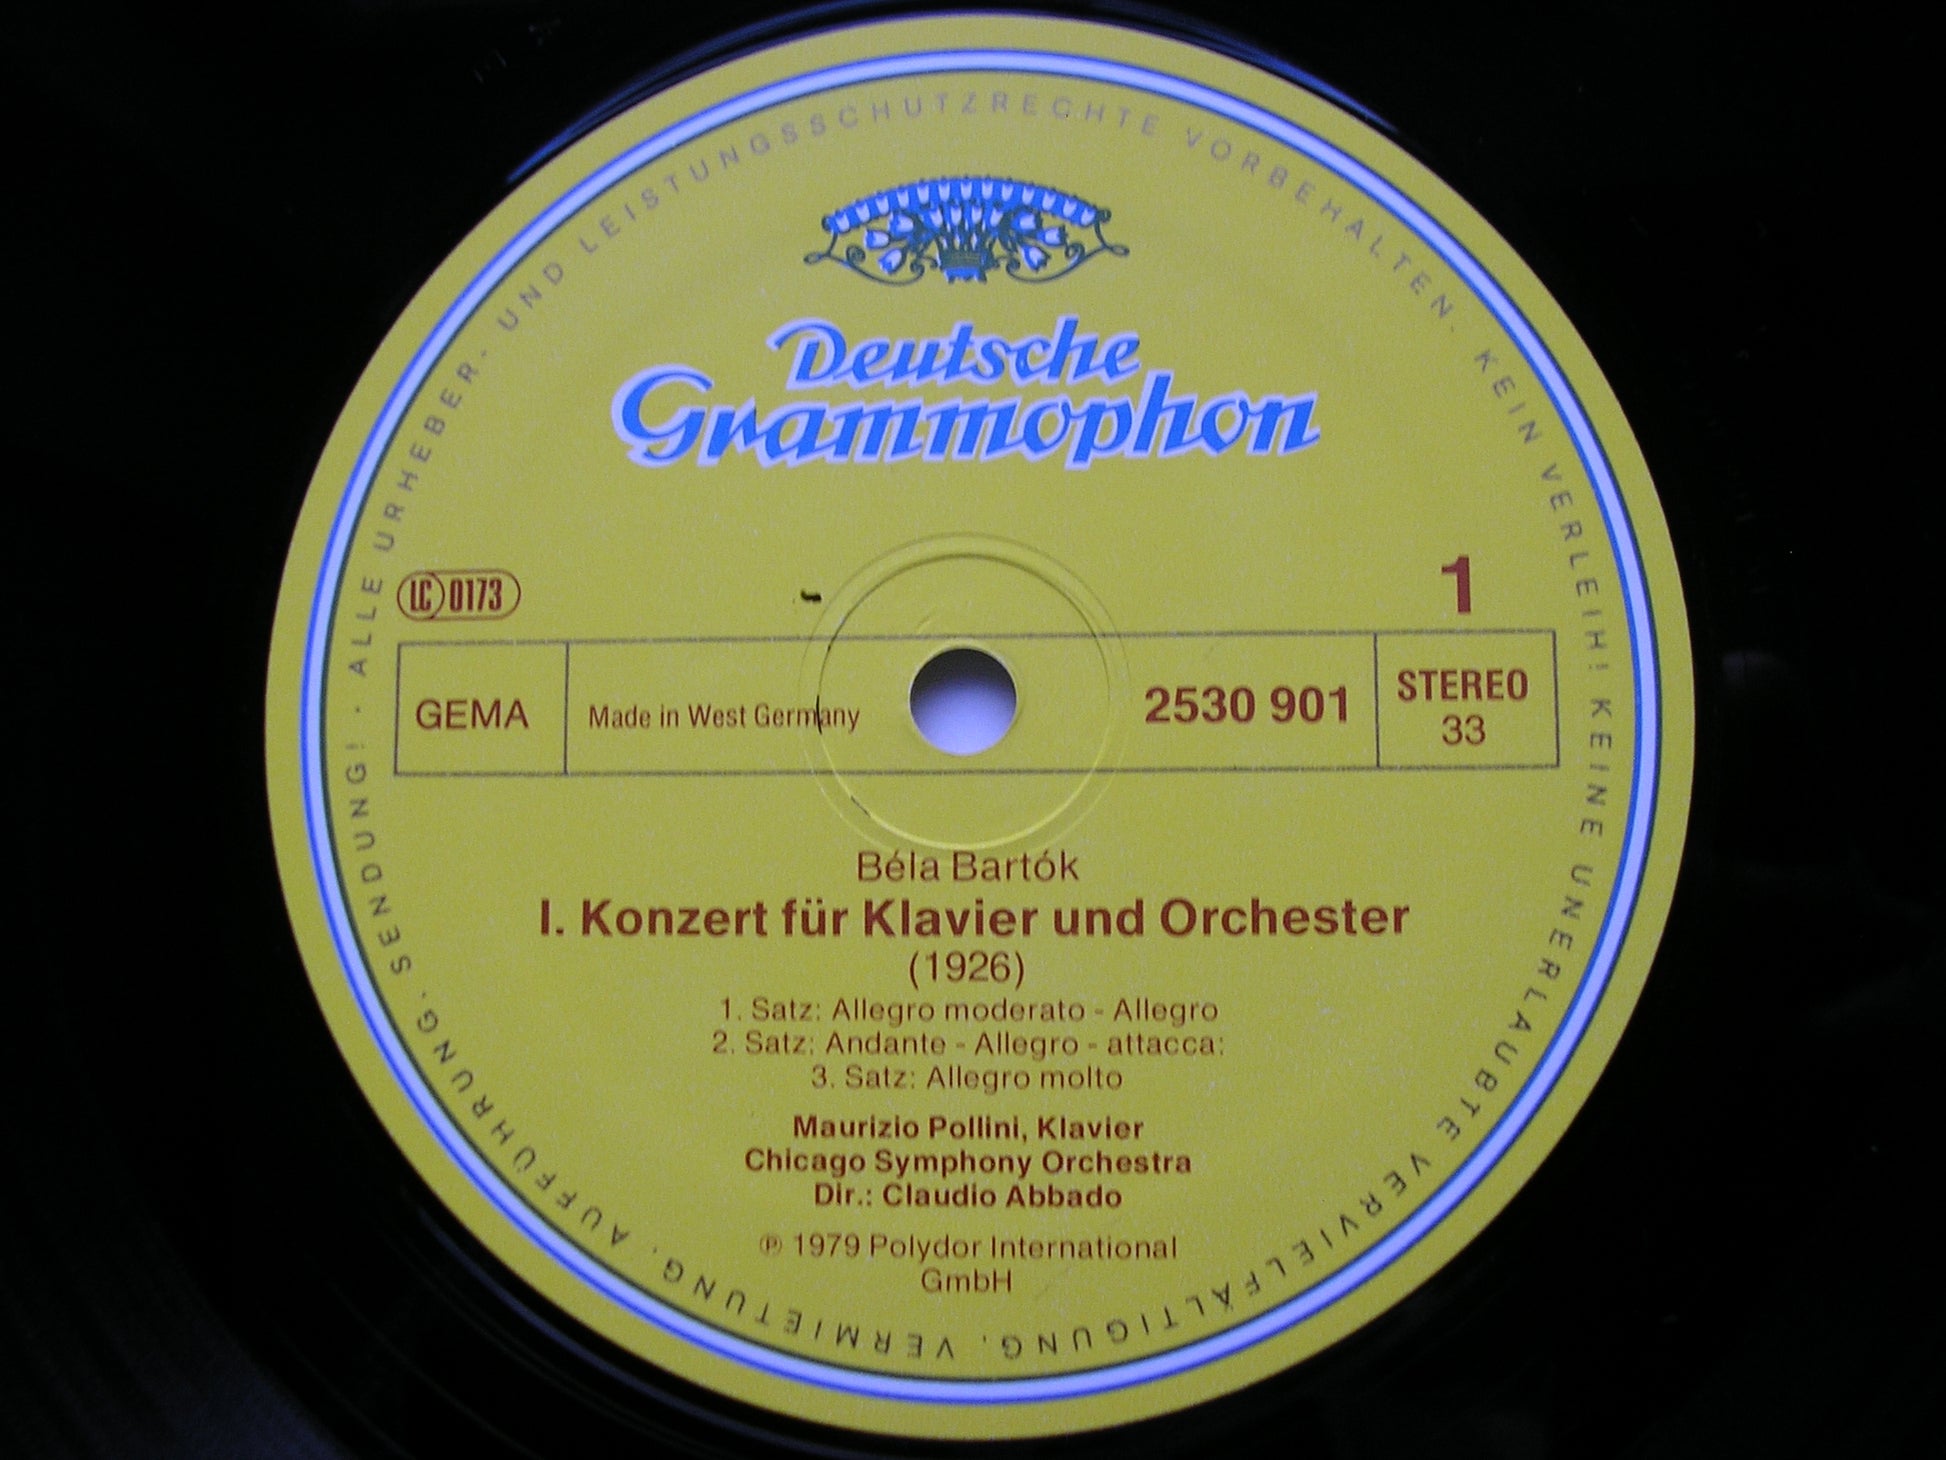 ALLE URHEBER- UND LEISTUNGSSCHUTZRECHTE VORBEHALTEN · KEIN VERLEIH! KEINE UNERLAUBTE VERVIELFÄLTIGUNG, VERMIETUNG, AUFFÜHRUNG, SENDUNG! ·
Deutsche
Grammophon
LC 0173
1
GEMA
Made in West Germany
2530 901
STEREO
33
Béla Bartók
I. Konzert für Klavier und Orchester
(1926)
1. Satz: Allegro moderato - Allegro
2. Satz: Andante - Allegro - attacca:
3. Satz: Allegro molto
Maurizio Pollini, Klavier
Chicago Symphony Orchestra
Dir.: Claudio Abbado
℗ 1979 Polydor International
GmbH